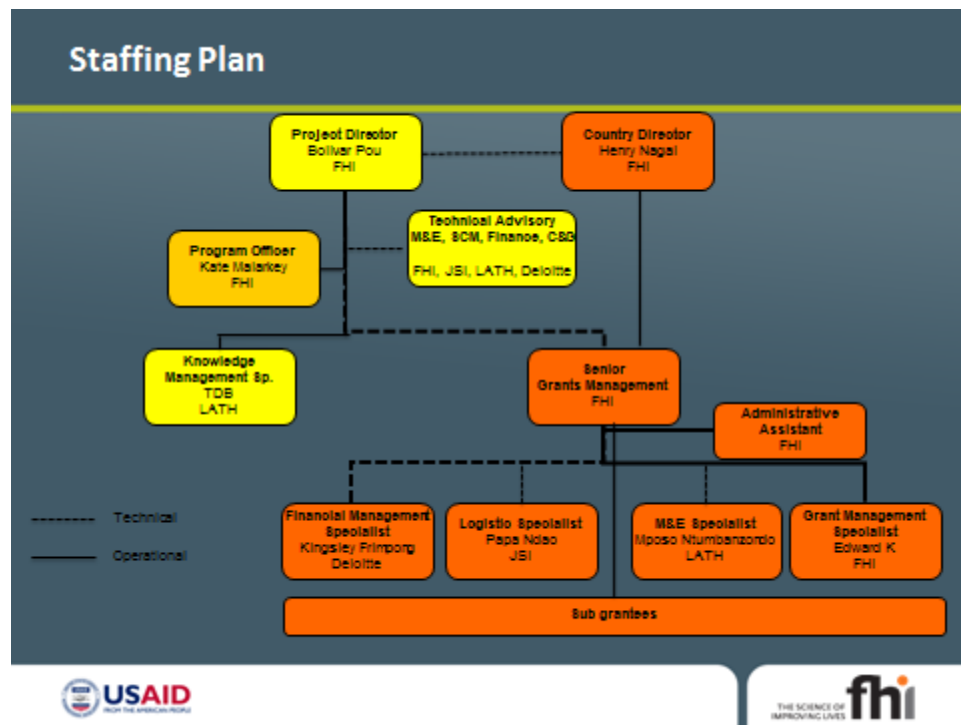 Staffing Plan
Project Director
Bolivar Pou
FHI
Country Director
Henry Nagai
FHI
Technical Advisory
M&E, SCM, Finance, C&G
FHI, JSI, LATH, Deloitte
Program Officer
Kate Malarkey
FHI
Knowledge
Management Sp.
TDB
LATH
Senior
Grants Management
FHI
Administrative
Assistant
FHI
Technical
Operational
Financial Management
Specialist
Kingsley Frimpong
Deloitte
Logistic Specialist
Papa Ndao
JSI
M&E Specialist
Mposo Ntumbanzondo
LATH
Grant Management
Specialist
Edward K
FHI
Sub grantees
USAID
FROM THE AMERICAN PEOPLE
THE SCIENCE OF
IMPROVING LIVES
fhi